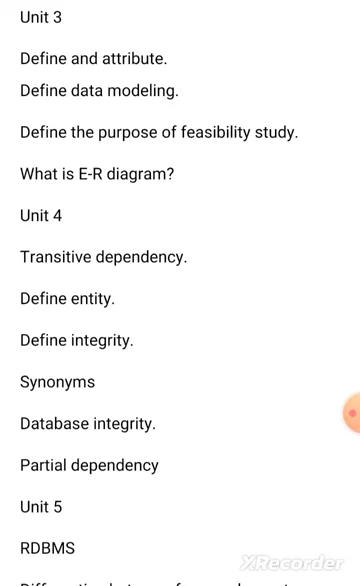 Unit 3
Define and attribute.
Define data modeling.
Define the purpose of feasibility study.
What is E-R diagram?
Unit 4
Transitive dependency.
Define entity.
Define integrity.
Synonyms
Database integrity.
Partial dependency
Unit 5
RDBMS
XRecorder